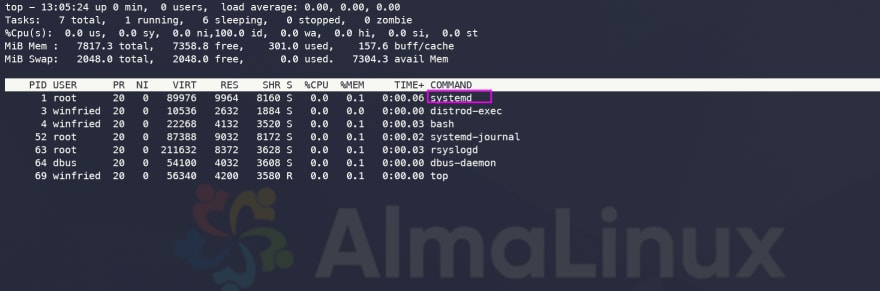 top – 13:05:24 up 0 min,  0 users,  load average: 0.00, 0.00, 0.00
Tasks:   7 total,   1 running,   6 sleeping,   0 stopped,   0 zombie
%Cpu(s):  0.0 us,  0.0 sy,  0.0 ni,100.0 id,  0.0 wa,  0.0 hi,  0.0 si,  0.0 st
MiB Mem :   7817.3 total,   7358.8 free,    301.0 used,    157.6 buff/cache
MiB Swap:   2048.0 total,   2048.0 free,      0.0 used.   7304.3 avail Mem
PID USER      PR  NI    VIRT    RES    SHR S  %CPU  %MEM     TIME+ COMMAND
1 root      20   0   89976   9964   8160 S   0.0   0.1   0:00.06 systemd
3 winfried  20   0   10536   2632   1884 S   0.0   0.0   0:00.00 distrod-exec
4 winfried  20   0   22268   4132   3520 S   0.0   0.1   0:00.03 bash
52 root      20   0   87388   9032   8172 S   0.0   0.1   0:00.02 systemd-journal
63 root      20   0  211632   8372   3628 S   0.0   0.1   0:00.03 rsyslogd
64 dbus      20   0   54100   4032   3608 S   0.0   0.1   0:00.00 dbus-daemon
69 winfried  20   0   56340   4200   3580 R   0.0   0.1   0:00.00 top
AlmaLinux